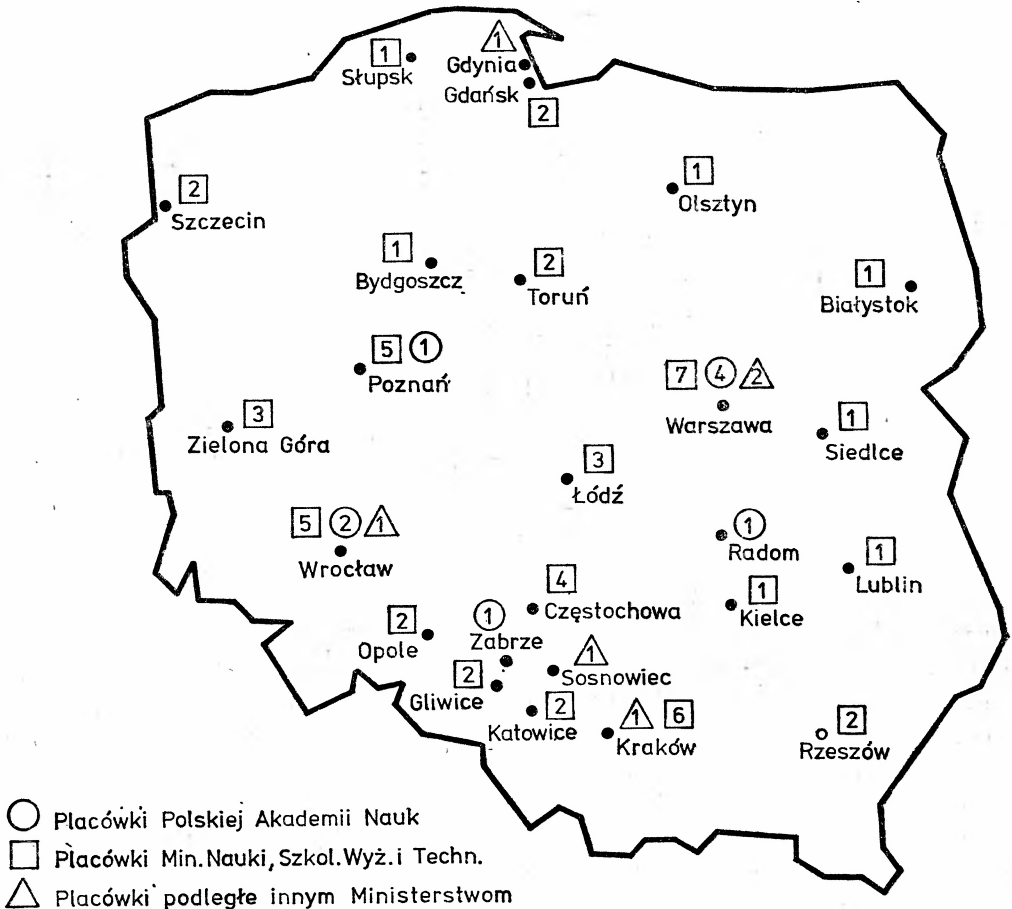 1
Słupsk
1
Gdynia
Gdańsk
2
2
Szczecin
1
Olsztyn
1
Bydgoszcz
2
Toruń
1
Białystok
5 1
Poznań
7 4 2
Warszawa
3
Zielona Góra
1
Siedlce
3
Łódź
5 2 1
Wrocław
1
Radom
1
Lublin
4
Częstochowa
1
Kielce
2
Opole
1
Zabrze
1
Sosnowiec
2
Gliwice
2
Katowice
1 6
Kraków
2
Rzeszów
Placówki Polskiej Akademii Nauk
Placówki Min. Nauki, Szkol. Wyż. i Techn.
Placówki podległe innym Ministerstwom